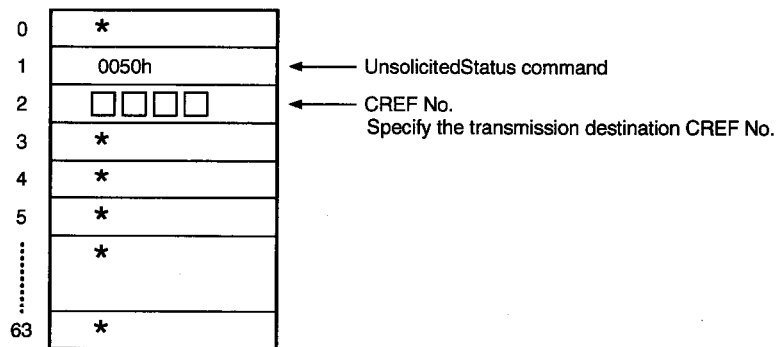 0 *
1 0050h UnsolicitedStatus command
2 □□□□ CREF No.
Specify the transmission destination CREF No.
3 *
4 *
5 *
*
63 *